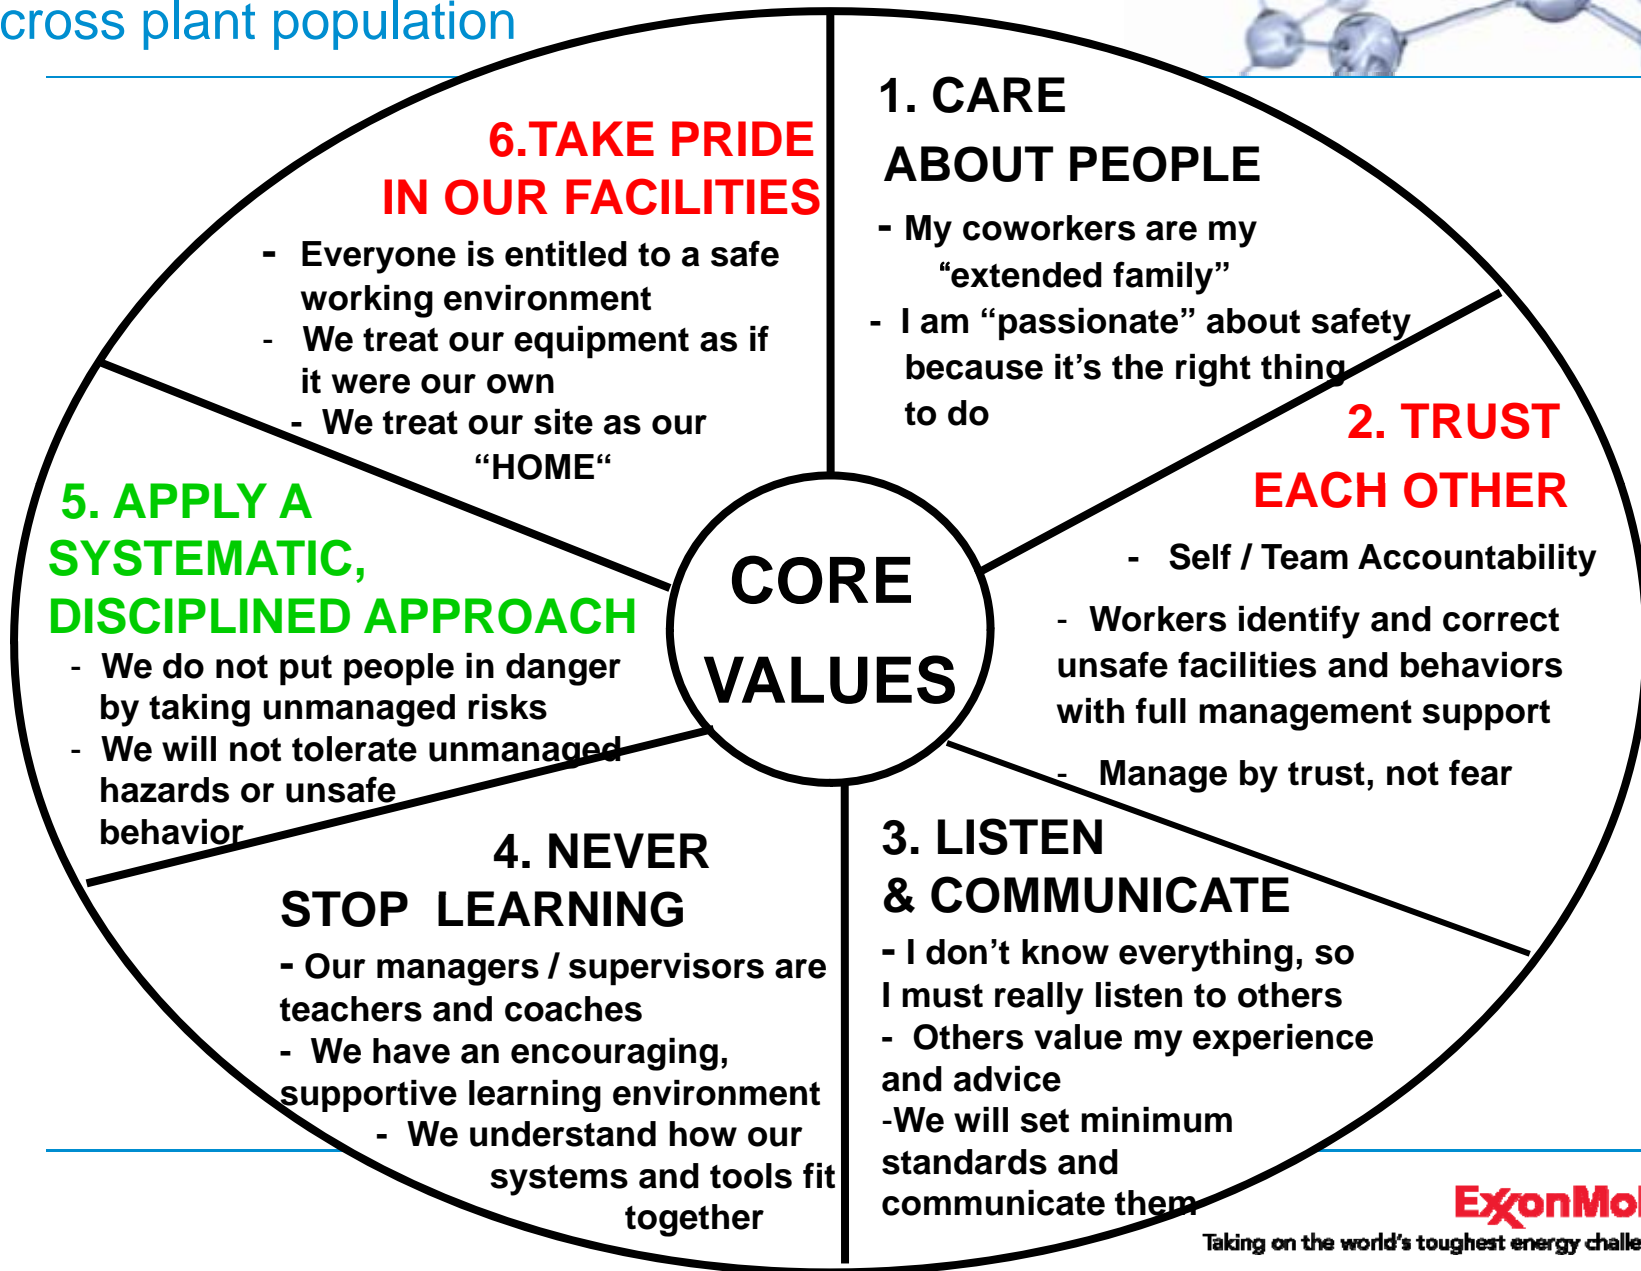 cross plant population
1. CARE
ABOUT PEOPLE
- My coworkers are my
“extended family”
- I am “passionate” about safety
because it’s the right thing
to do
2. TRUST
EACH OTHER
- Self / Team Accountability
- Workers identify and correct
unsafe facilities and behaviors
with full management support
- Manage by trust, not fear
3. LISTEN
& COMMUNICATE
- I don’t know everything, so
I must really listen to others
- Others value my experience
and advice
-We will set minimum
standards and
communicate them
4. NEVER
STOP LEARNING
- Our managers / supervisors are
teachers and coaches
- We have an encouraging,
supportive learning environment
- We understand how our
systems and tools fit
together
5. APPLY A
SYSTEMATIC,
DISCIPLINED APPROACH
- We do not put people in danger
by taking unmanaged risks
- We will not tolerate unmanaged
hazards or unsafe
behavior
6.TAKE PRIDE
IN OUR FACILITIES
- Everyone is entitled to a safe
working environment
- We treat our equipment as if
it were our own
- We treat our site as our
“HOME“
CORE
VALUES
ExxonMo
Taking on the world’s toughest energy challe